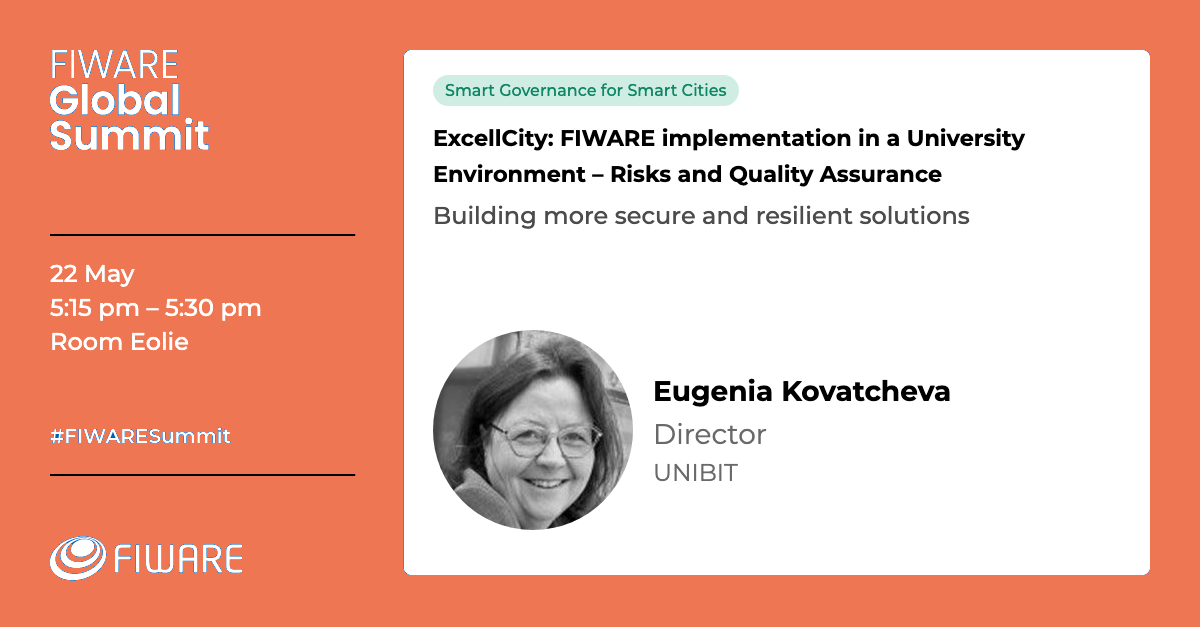 FIWARE
Global
Summit
22 May
5:15 pm – 5:30 pm
Room Eolie
#FIWARESummit
FIWARE
Smart Governance for Smart Cities
ExcellCity: FIWARE implementation in a University
Environment – Risks and Quality Assurance
Building more secure and resilient solutions
Eugenia Kovatcheva
Director
UNIBIT